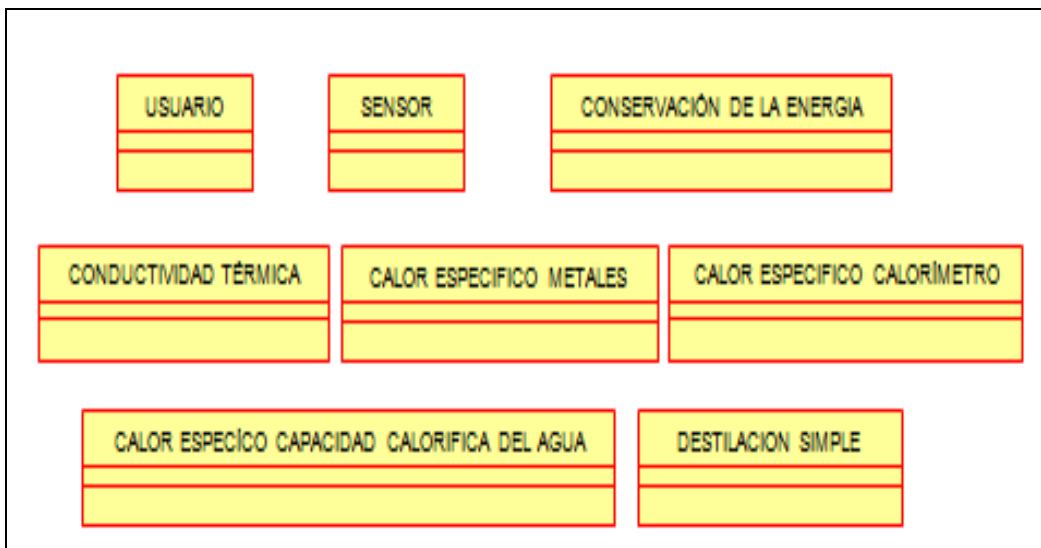 USUARIO
SENSOR
CONSERVACIÓN DE LA ENERGIA
CONDUCTIVIDAD TÉRMICA
CALOR ESPECIFICO METALES
CALOR ESPECIFICO CALORÍMETRO
CALOR ESPECÍCO CAPACIDAD CALORIFICA DEL AGUA
DESTILACION SIMPLE